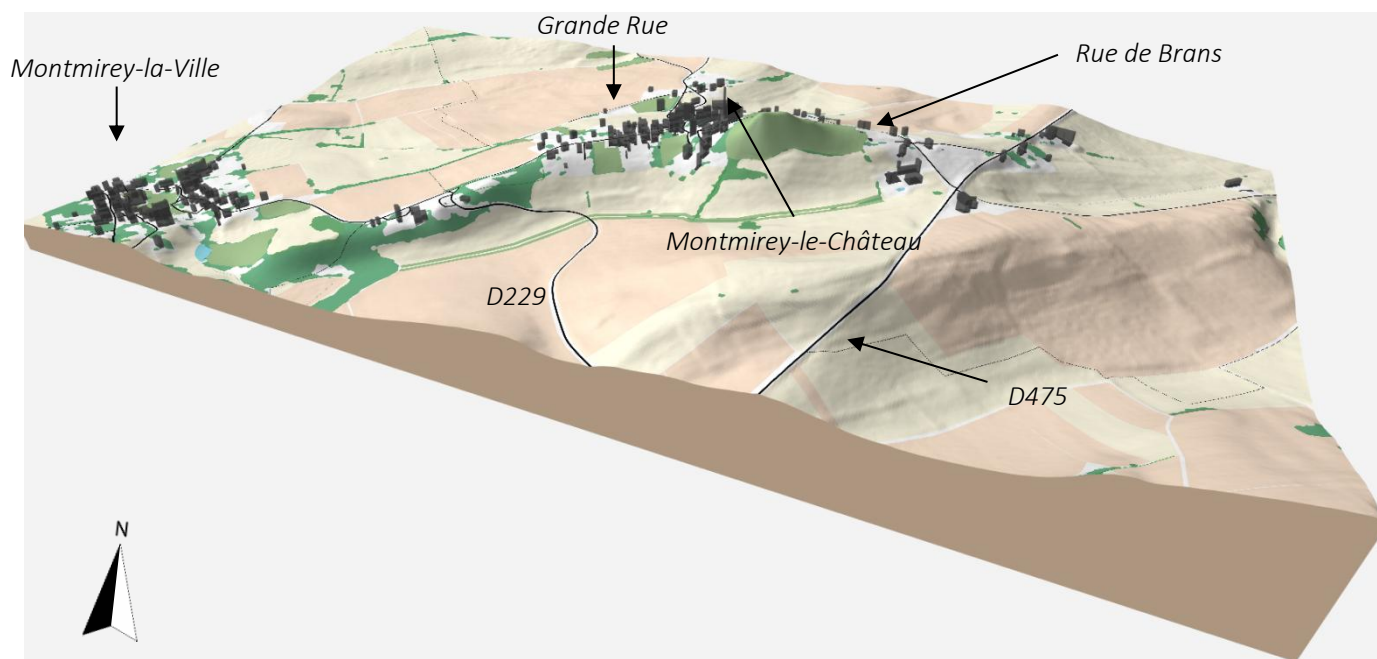 Grande Rue
Montmirey-la-Ville
Rue de Brans
Montmirey-le-Château
D229
D475
N